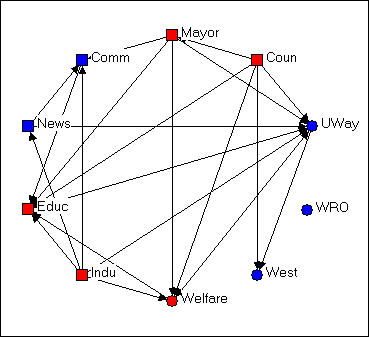 Mayor
Comm
Coun
News
UWay
Educ
WRO
Indu
West
Welfare